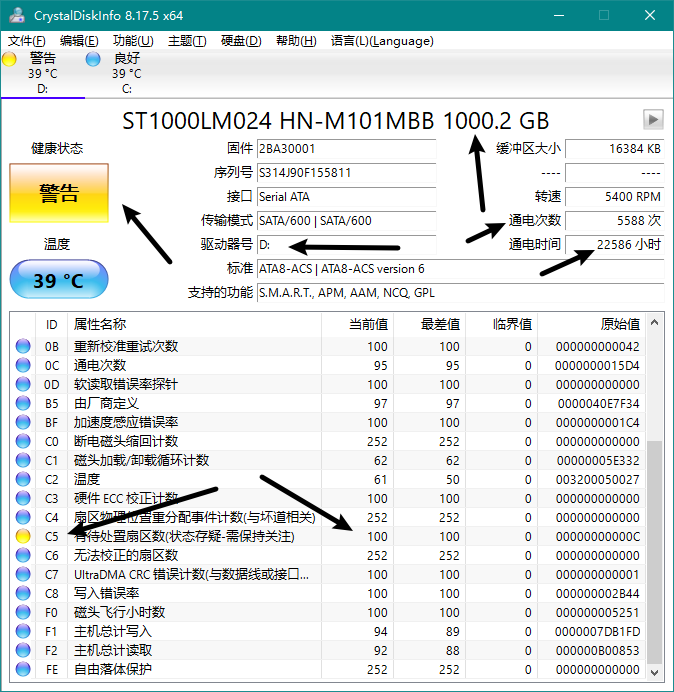 CrystalDiskInfo 8.17.5 x64
文件(F) 编辑(E) 功能(U) 主题(T) 硬盘(D) 帮助(H) 语言(L)(Language)
警告 良好
39 °C 39 °C
D: C:
ST1000LM024 HN-M101MBB 1000.2 GB
健康状态
警告
温度
39 °C
固件 2BA30001 缓冲区大小 16384 KB
序列号 S314J90F155811 ---- ----
接口 Serial ATA 转速 5400 RPM
传输模式 SATA/600 | SATA/600 通电次数 5588 次
驱动器号 D: 通电时间 22586 小时
标准 ATA8-ACS | ATA8-ACS version 6
支持的功能 S.M.A.R.T., APM, AAM, NCQ, GPL
ID 属性名称 当前值 最差值 临界值 原始值
0B 重新校准重试次数 100 100 0 000000000042
0C 通电次数 95 95 0 0000000015D4
0D 软读取错误率探针 100 100 0 000000000000
B5 由厂商定义 97 97 0 0000040E7F34
BF 加速度感应错误率 100 100 0 0000000001C4
C0 断电磁头缩回计数 252 252 0 000000000000
C1 磁头加载/卸载循环计数 62 62 0 00000005E332
C2 温度 61 50 0 003200050027
C3 硬件 ECC 校正计数 100 100 0 000000000000
C4 扇区物理位置重分配事件计数(与坏道相关) 252 252 0 000000000000
C5 有待处置扇区数(状态存疑-需保持关注) 100 100 0 00000000000C
C6 无法校正的扇区数 252 252 0 000000000000
C7 UltraDMA CRC 错误计数(与数据线或接口... 100 100 0 000000000001
C8 写入错误率 100 100 0 000000002B44
F0 磁头飞行小时数 100 100 0 000000005251
F1 主机总计写入 94 89 0 0000007DB1FD
F2 主机总计读取 92 88 0 000000B00853
FE 自由落体保护 252 252 0 000000000000